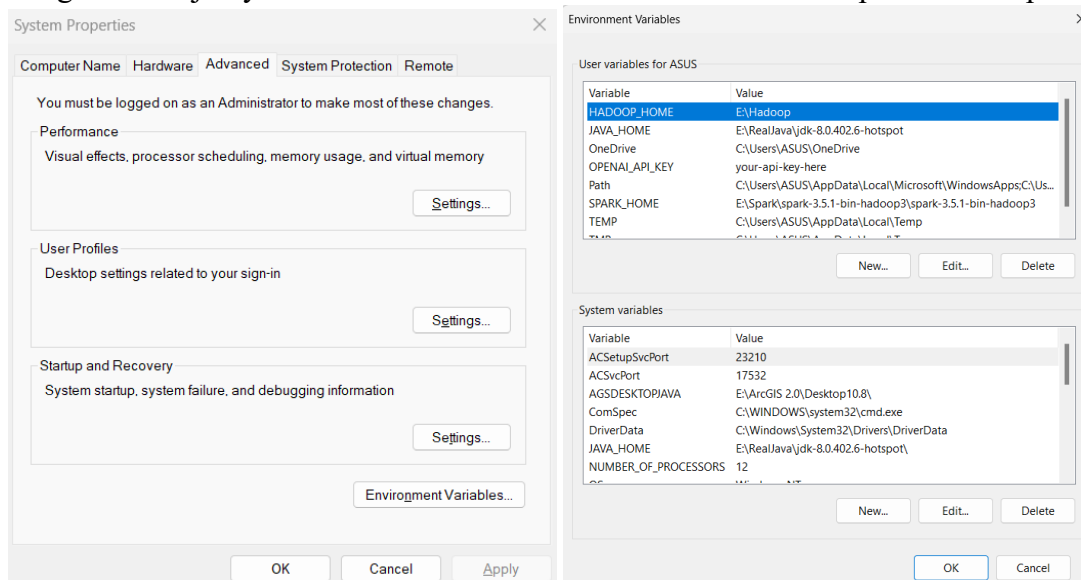 System Properties
Computer Name Hardware Advanced System Protection Remote
You must be logged on as an Administrator to make most of these changes.
Performance
Visual effects, processor scheduling, memory usage, and virtual memory
Settings...
User Profiles
Desktop settings related to your sign-in
Settings...
Startup and Recovery
System startup, system failure, and debugging information
Settings...
Environment Variables...
OK Cancel Apply
Environment Variables
User variables for ASUS
Variable Value
HADOOP_HOME E:\Hadoop
JAVA_HOME E:\RealJava\jdk-8.0.402.6-hotspot
OneDrive C:\Users\ASUS\OneDrive
OPENAI_API_KEY your-api-key-here
Path C:\Users\ASUS\AppData\Local\Microsoft\WindowsApps;C:\Us...
SPARK_HOME E:\Spark\spark-3.5.1-bin-hadoop3\spark-3.5.1-bin-hadoop3
TEMP C:\Users\ASUS\AppData\Local\Temp
New... Edit... Delete
System variables
Variable Value
ACSetupSvcPort 23210
ACSvcPort 17532
AGSDESKTOPJAVA E:\ArcGIS 2.0\Desktop10.8\
ComSpec C:\WINDOWS\system32\cmd.exe
DriverData C:\Windows\System32\Drivers\DriverData
JAVA_HOME E:\RealJava\jdk-8.0.402.6-hotspot\
NUMBER_OF_PROCESSORS 12
New... Edit... Delete
OK Cancel